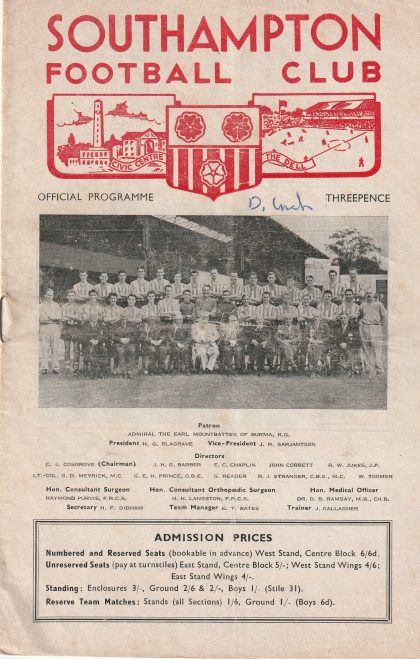 SOUTHAMPTON
FOOTBALL CLUB
CIVIC CENTRE
THE DELL
OFFICIAL PROGRAMME THREEPENCE
Patron
ADMIRAL THE EARL MOUNTBATTEN OF BURMA, K.G.
President H. G. BLAGRAVE Vice-President J. R. SARJANTSON
Directors
C. J. COSGROVE (Chairman) J. H. G. BARBER E. C. CHAPLIN JOHN CORBETT R. W. JUKES, J.P.
LT.-COL. G. D. MEYRICK, M.C. G. E. H. PRINCE, O.B.E. G. READER R. J. STRANGER, C.B.E., M.C. W. TODMER
Hon. Consultant Surgeon Hon. Consultant Orthopædic Surgeon Hon. Medical Officer
RAYMOND PURVIS, F.R.C.S. H. H. LANGSTON, F.R.C.S. DR. D. B. RAMSAY, M.B., CH.B.
Secretary H. P. DIDHAM Team Manager E. T. BATES Trainer J. GALLAGHER
ADMISSION PRICES
Numbered and Reserved Seats (bookable in advance) West Stand, Centre Block 6/6d.
Unreserved Seats (pay at turnstiles) East Stand, Centre Block 5/-; West Stand Wings 4/6;
East Stand Wings 4/-.
Standing: Enclosures 3/-, Ground 2/6 & 2/-, Boys 1/- (Stile 31).
Reserve Team Matches: Stands (all Sections) 1/6, Ground 1/- (Boys 6d).